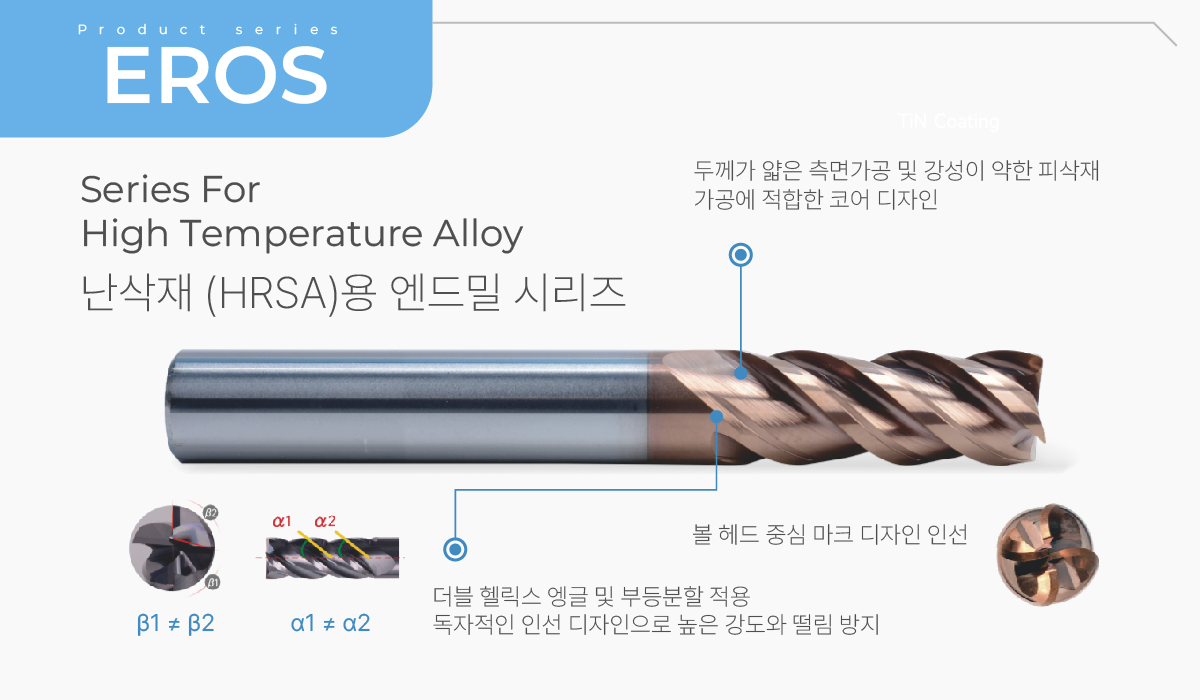 Product series
EROS
TiN Coating
Series For
High Temperature Alloy
난삭재 (HRSA)용 엔드밀 시리즈
두께가 얇은 측면가공 및 강성이 약한 피삭재
가공에 적합한 코어 디자인
β2
β1
β1 ≠ β2
α1
α2
α1 ≠ α2
볼 헤드 중심 마크 디자인 인선
더블 헬릭스 엥글 및 부등분할 적용
독자적인 인선 디자인으로 높은 강도와 떨림 방지